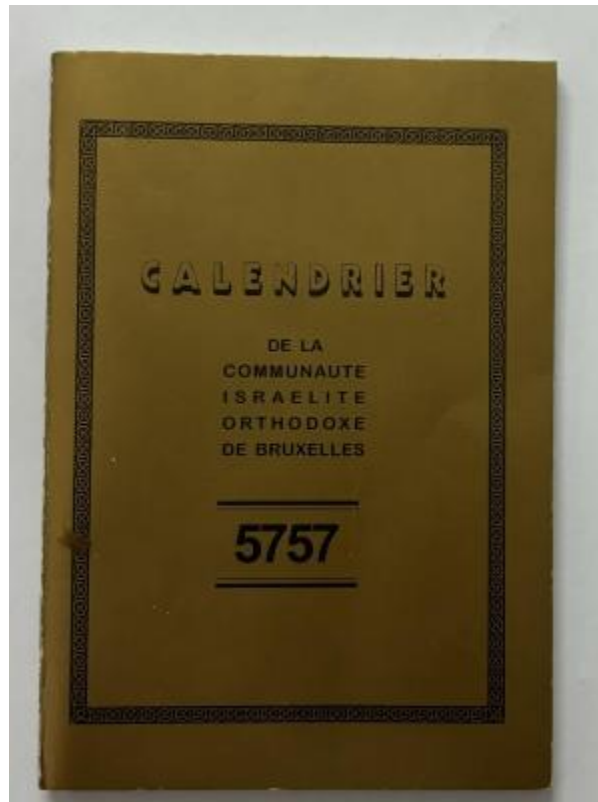 CALENDRIER
DE LA
COMMUNAUTE
ISRAELITE
ORTHODOXE
DE BRUXELLES
5757